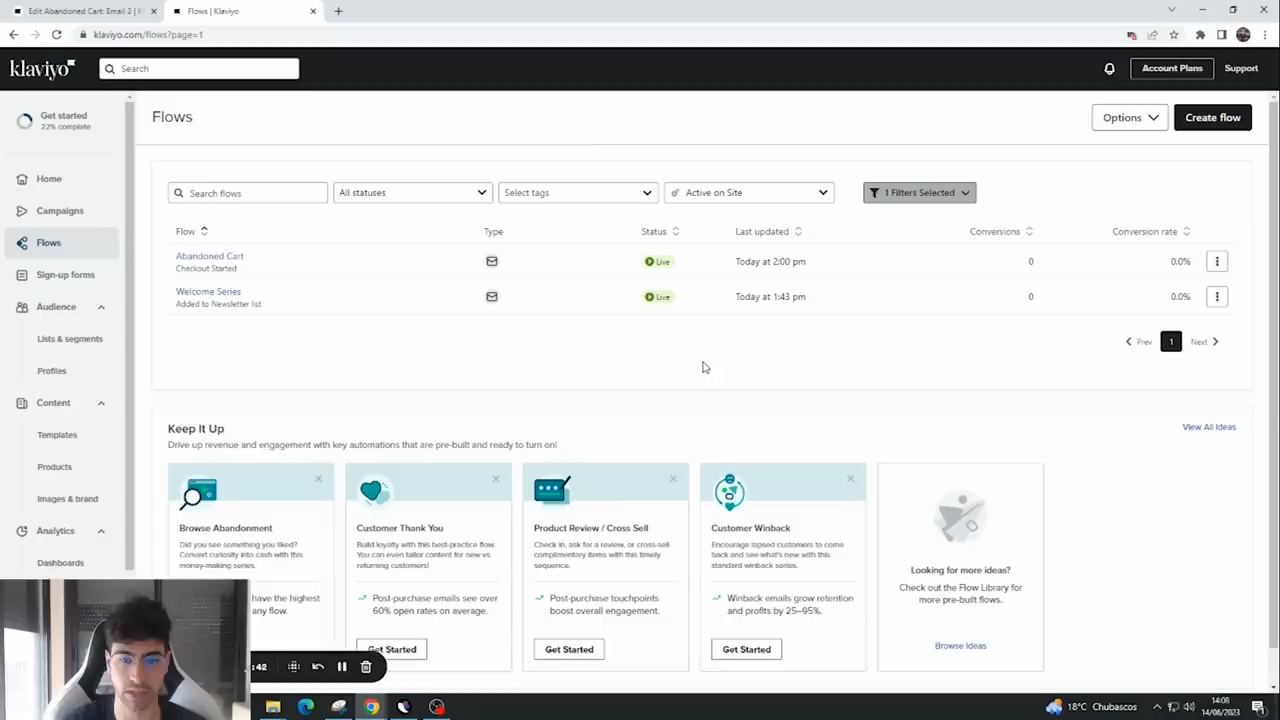 Edit Abandoned Cart: Email 2 |
Flows | Klaviyo
klaviyo.com/flows?page=1
klaviyo
Search
Account Plans
Support
Get started
22% complete
Home
Campaigns
Flows
Sign-up forms
Audience
Lists & segments
Profiles
Content
Templates
Products
Images & brand
Analytics
Dashboards
Flows
Options
Create flow
Search flows
All statuses
Select tags
Active on Site
1 Filters Selected
Flow
Type
Status
Last updated
Conversions
Conversion rate
Abandoned Cart
Checkout Started
Live
Today at 2:00 pm
0
0.0%
Welcome Series
Added to Newsletter list
Live
Today at 1:43 pm
0
0.0%
Prev
1
Next
Keep It Up
Drive up revenue and engagement with key automations that are pre-built and ready to turn on!
View All Ideas
Browse Abandonment
Did you see something you liked?
Convert curiosity into cash with this
money-making series.
have the highest
any flow.
Customer Thank You
Build loyalty with this best-practice flow.
You can even tailor content for new vs.
returning customers!
Post-purchase emails see over
60% open rates on average.
Get Started
Product Review / Cross Sell
Check in, ask for a review, or cross-sell
complimentary items with this timely
sequence.
Post-purchase touchpoints
boost overall engagement.
Get Started
Customer Winback
Encourage lapsed customers to come
back and see what's new with this
standard winback series.
Winback emails grow retention
and profits by 25–95%.
Get Started
Looking for more ideas?
Check out the Flow Library for
more pre-built flows.
Browse Ideas
:42
18°C Chubascos
14:08
14/06/2023